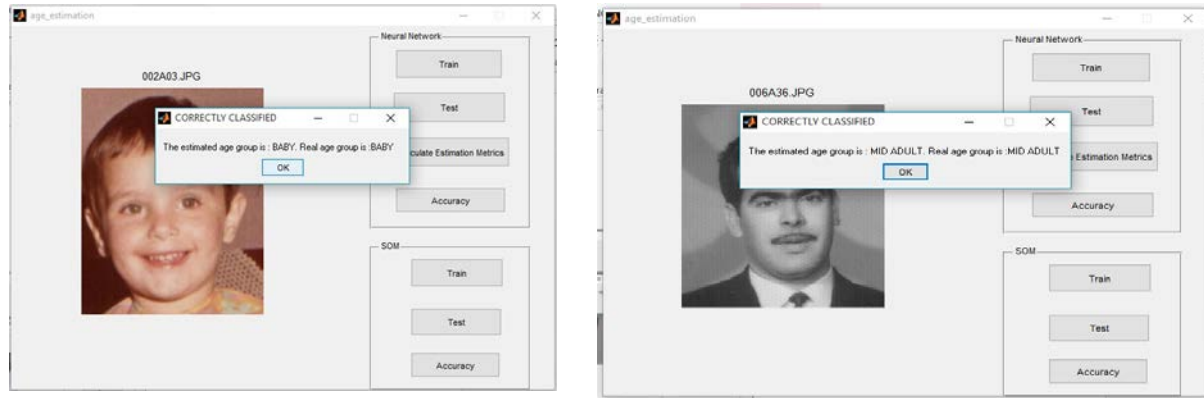 age_estimation
002A03.JPG
CORRECTLY CLASSIFIED
The estimated age group is : BABY. Real age group is :BABY
OK
Neural Network
Train
Test
culate Estimation Metrics
Accuracy
SOM
Train
Test
Accuracy
age_estimation
006A36.JPG
CORRECTLY CLASSIFIED
The estimated age group is : MID ADULT. Real age group is :MID ADULT
OK
Neural Network
Train
Test
Estimation Metrics
Accuracy
SOM
Train
Test
Accuracy